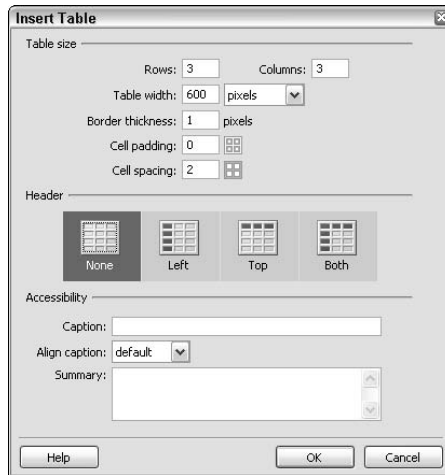 Insert Table
Table size
Rows: 3 Columns: 3
Table width: 600 pixels
Border thickness: 1 pixels
Cell padding: 0
Cell spacing: 2
Header
None Left Top Both
Accessibility
Caption:
Align caption: default
Summary:
Help OK Cancel